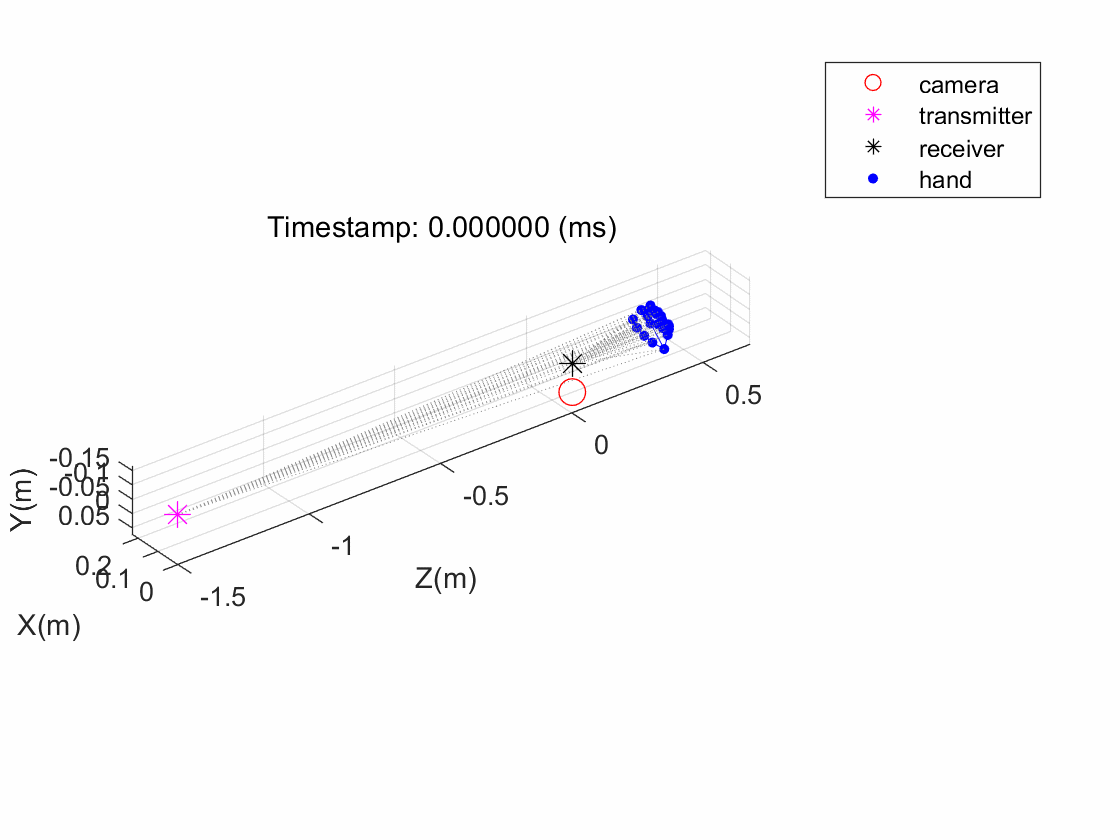 camera
transmitter
receiver
hand
Timestamp: 0.000000 (ms)
-0.15
-0.1
-0.05
0
0.05
Y(m)
0.2
0.1
0
X(m)
-1.5
-1
-0.5
0
0.5
Z(m)